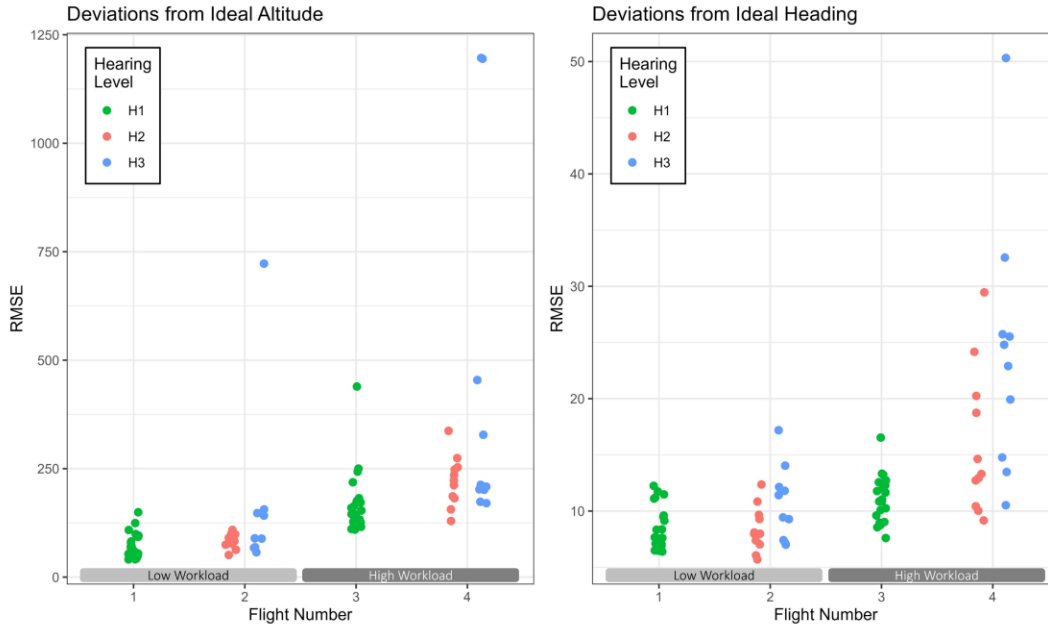 Deviations from Ideal Altitude
1250
1000
750
500
250
0
RMSE
Hearing
Level
H1
H2
H3
Low Workload
High Workload
1 2 3 4
Flight Number
Deviations from Ideal Heading
50
40
30
20
10
RMSE
Hearing
Level
H1
H2
H3
Low Workload
High Workload
1 2 3 4
Flight Number